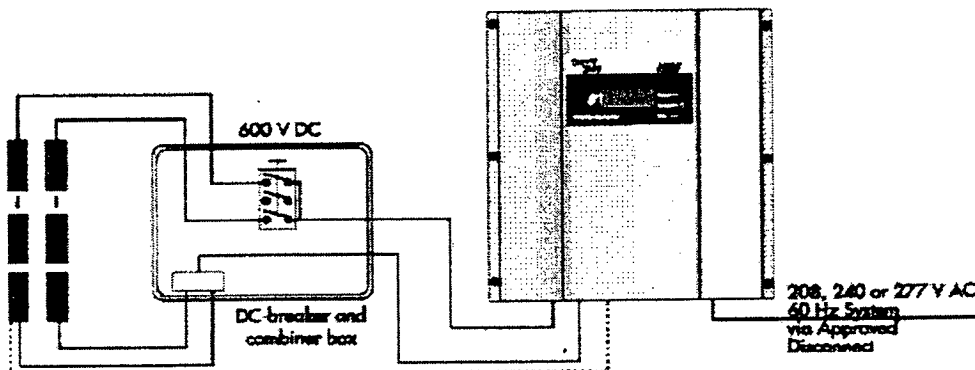 600 V DC
DC-breaker and
combiner box
208, 240 or 277 V AC
60 Hz System
via Approved
Disconnect